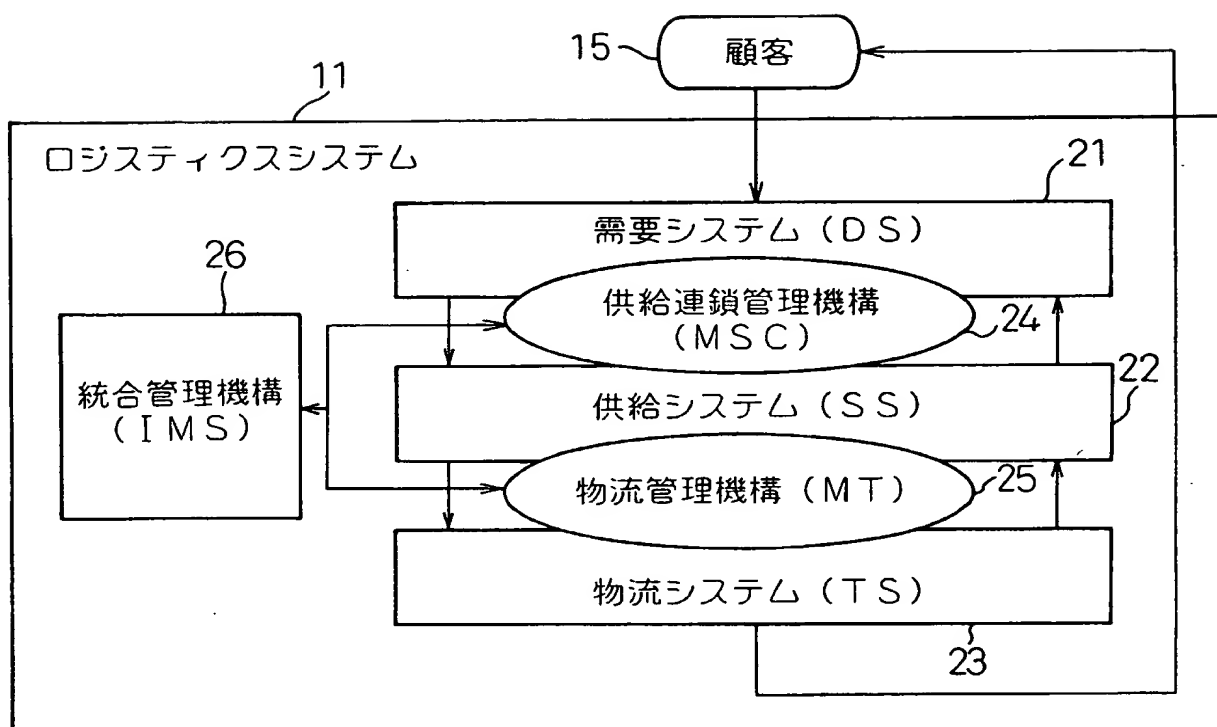 15
顧客
11
ロジスティクスシステム
21
需要システム(DS)
26
供給連鎖管理機構
(MSC)
24
統合管理機構
(IMS)
供給システム(SS)
22
物流管理機構(MT)
25
物流システム(TS)
23